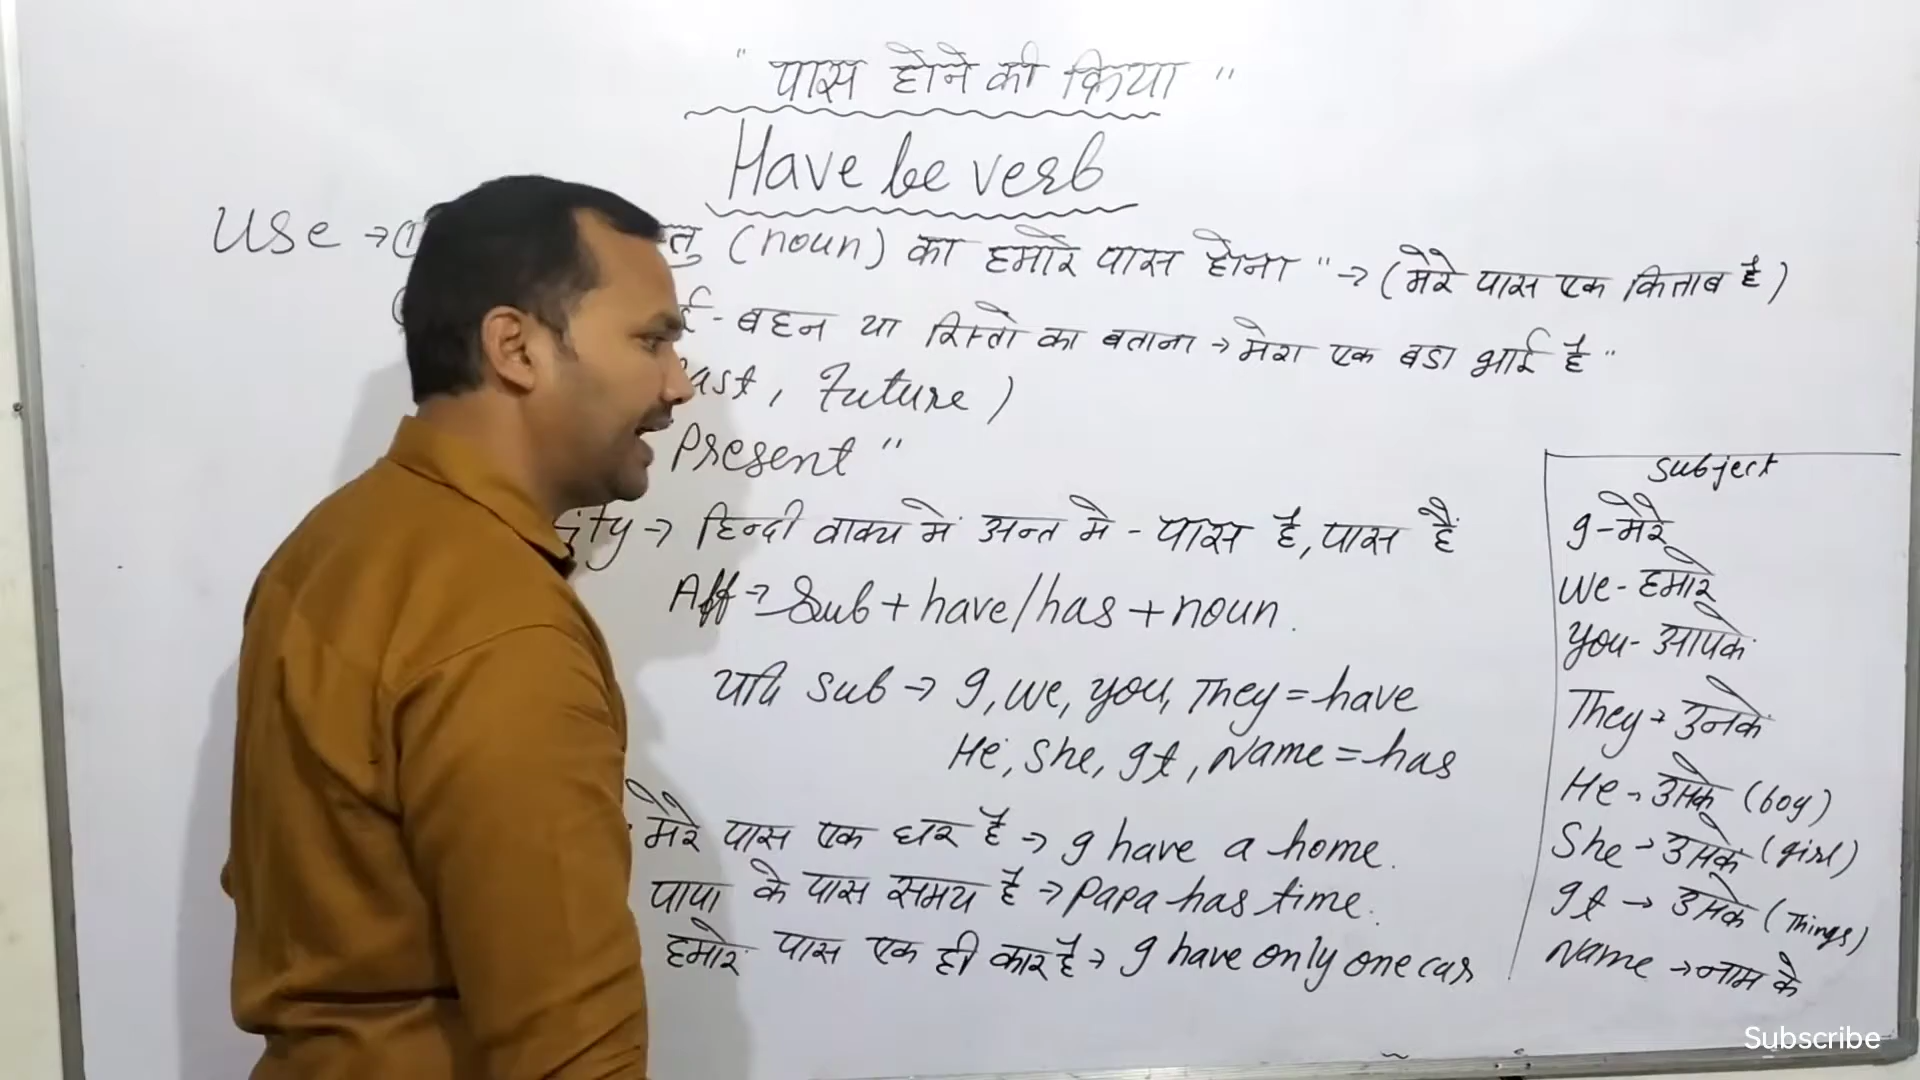 " पास होने की क्रिया "
Have be verb
Use → (1 तु (noun) का हमारे पास होना " → (मेरे पास एक किताब है)
- बहन या रिस्तो का बताना → मेरा एक बडा भाई है "
ast, Future)
Present "
ity → हिन्दी वाक्य में अन्त मे - पास है, पास हैं
Aff → Sub + have/has + noun.
यदि sub → I, we, you, They = have
He, She, It, Name = has
मेरे पास एक घर है → I have a home.
पापा के पास समय है → Papa has time.
हमारे पास एक ही कार है → I have only one car
Subject
I - मेरे
We - हमारे
You - आपके
They → उनके
He → उसके (boy)
She → उसके (girl)
It → उसके (Things)
Name → नाम के
Subscribe